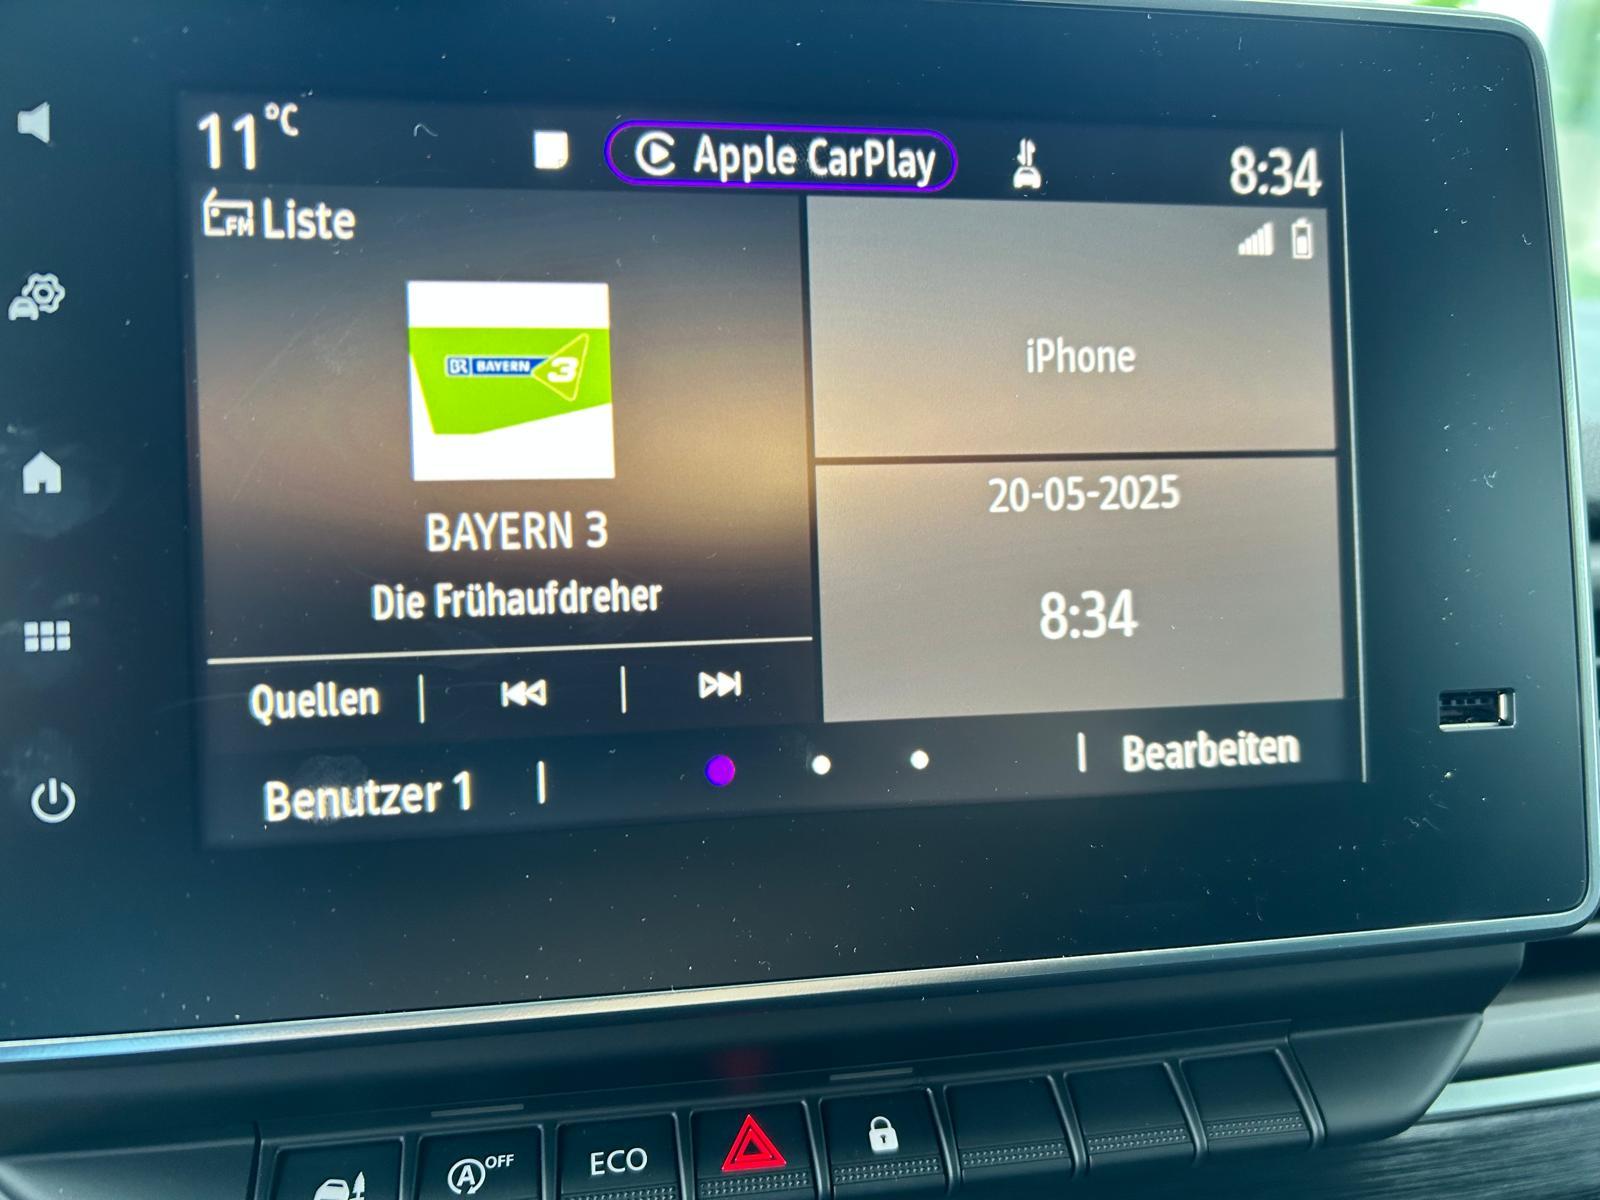 11°C
Apple CarPlay
8:34
FM Liste
BR BAYERN 3
BAYERN 3
Die Frühaufdreher
iPhone
20-05-2025
8:34
Quellen
Benutzer 1
Bearbeiten
A OFF
ECO